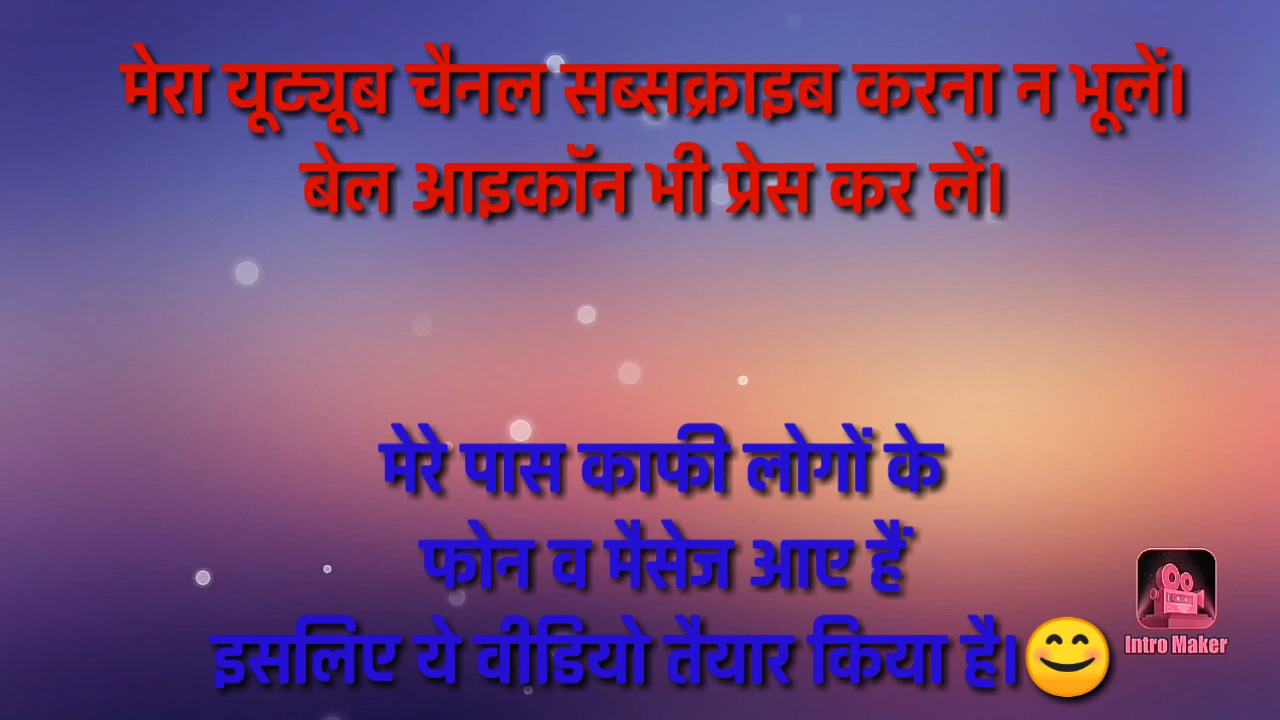 मेरा यूट्यूब चैनल सब्सक्राइब करना न भूलें।
बेल आइकॉन भी प्रेस कर लें।
मेरे पास काफी लोगों के
फोन व मैसेज आए हैं
इसलिए ये वीडियो तैयार किया है।😊
Intro Maker